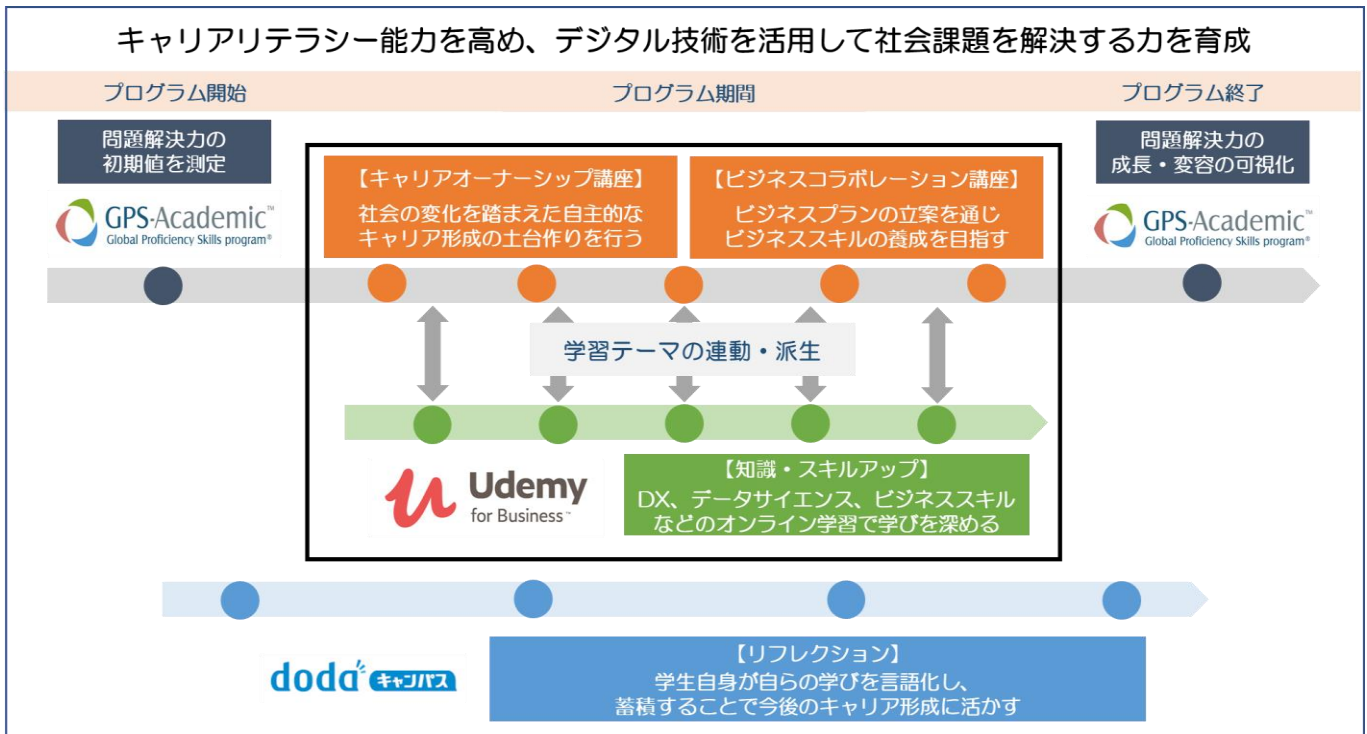 キャリアリテラシー能力を高め、デジタル技術を活用して社会課題を解決する力を育成
プログラム開始
プログラム期間
プログラム終了
問題解決力の
初期値を測定
GPS-Academic™
Global Proficiency Skills program®
【キャリアオーナーシップ講座】
社会の変化を踏まえた自主的な
キャリア形成の土台作りを行う
【ビジネスコラボレーション講座】
ビジネスプランの立案を通じ
ビジネススキルの養成を目指す
問題解決力の
成長・変容の可視化
GPS-Academic™
Global Proficiency Skills program®
学習テーマの連動・派生
Udemy
for Business™
【知識・スキルアップ】
DX、データサイエンス、ビジネススキル
などのオンライン学習で学びを深める
doda キャンパス
【リフレクション】
学生自身が自らの学びを言語化し、
蓄積することで今後のキャリア形成に活かす